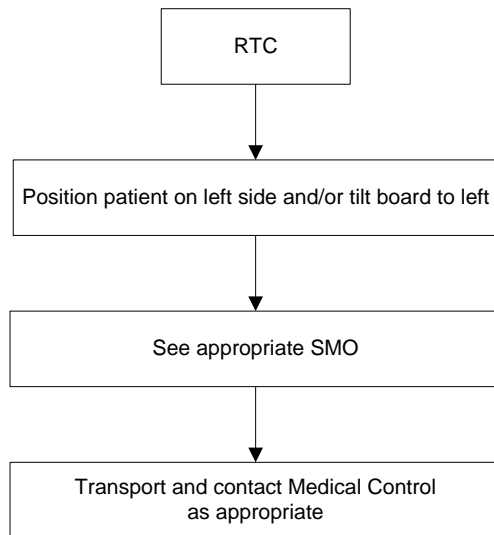 RTC
Position patient on left side and/or tilt board to left
See appropriate SMO
Transport and contact Medical Control
as appropriate